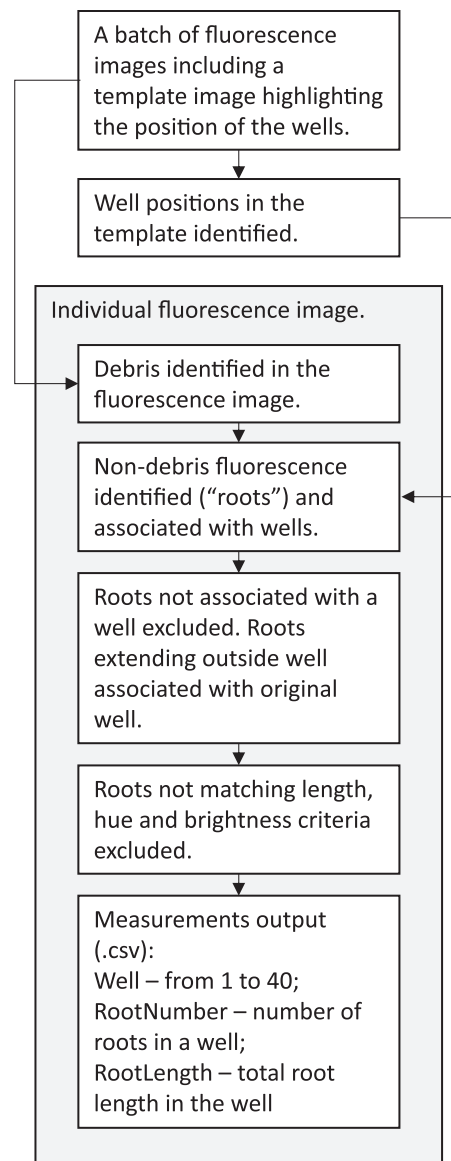 A batch of fluorescence
images including a
template image highlighting
the position of the wells.
Well positions in the
template identified.
Individual fluorescence image.
Debris identified in the
fluorescence image.
Non-debris fluorescence
identified (“roots”) and
associated with wells.
Roots not associated with a
well excluded. Roots
extending outside well
associated with original
well.
Roots not matching length,
hue and brightness criteria
excluded.
Measurements output
(.csv):
Well – from 1 to 40;
RootNumber – number of
roots in a well;
RootLength – total root
length in the well